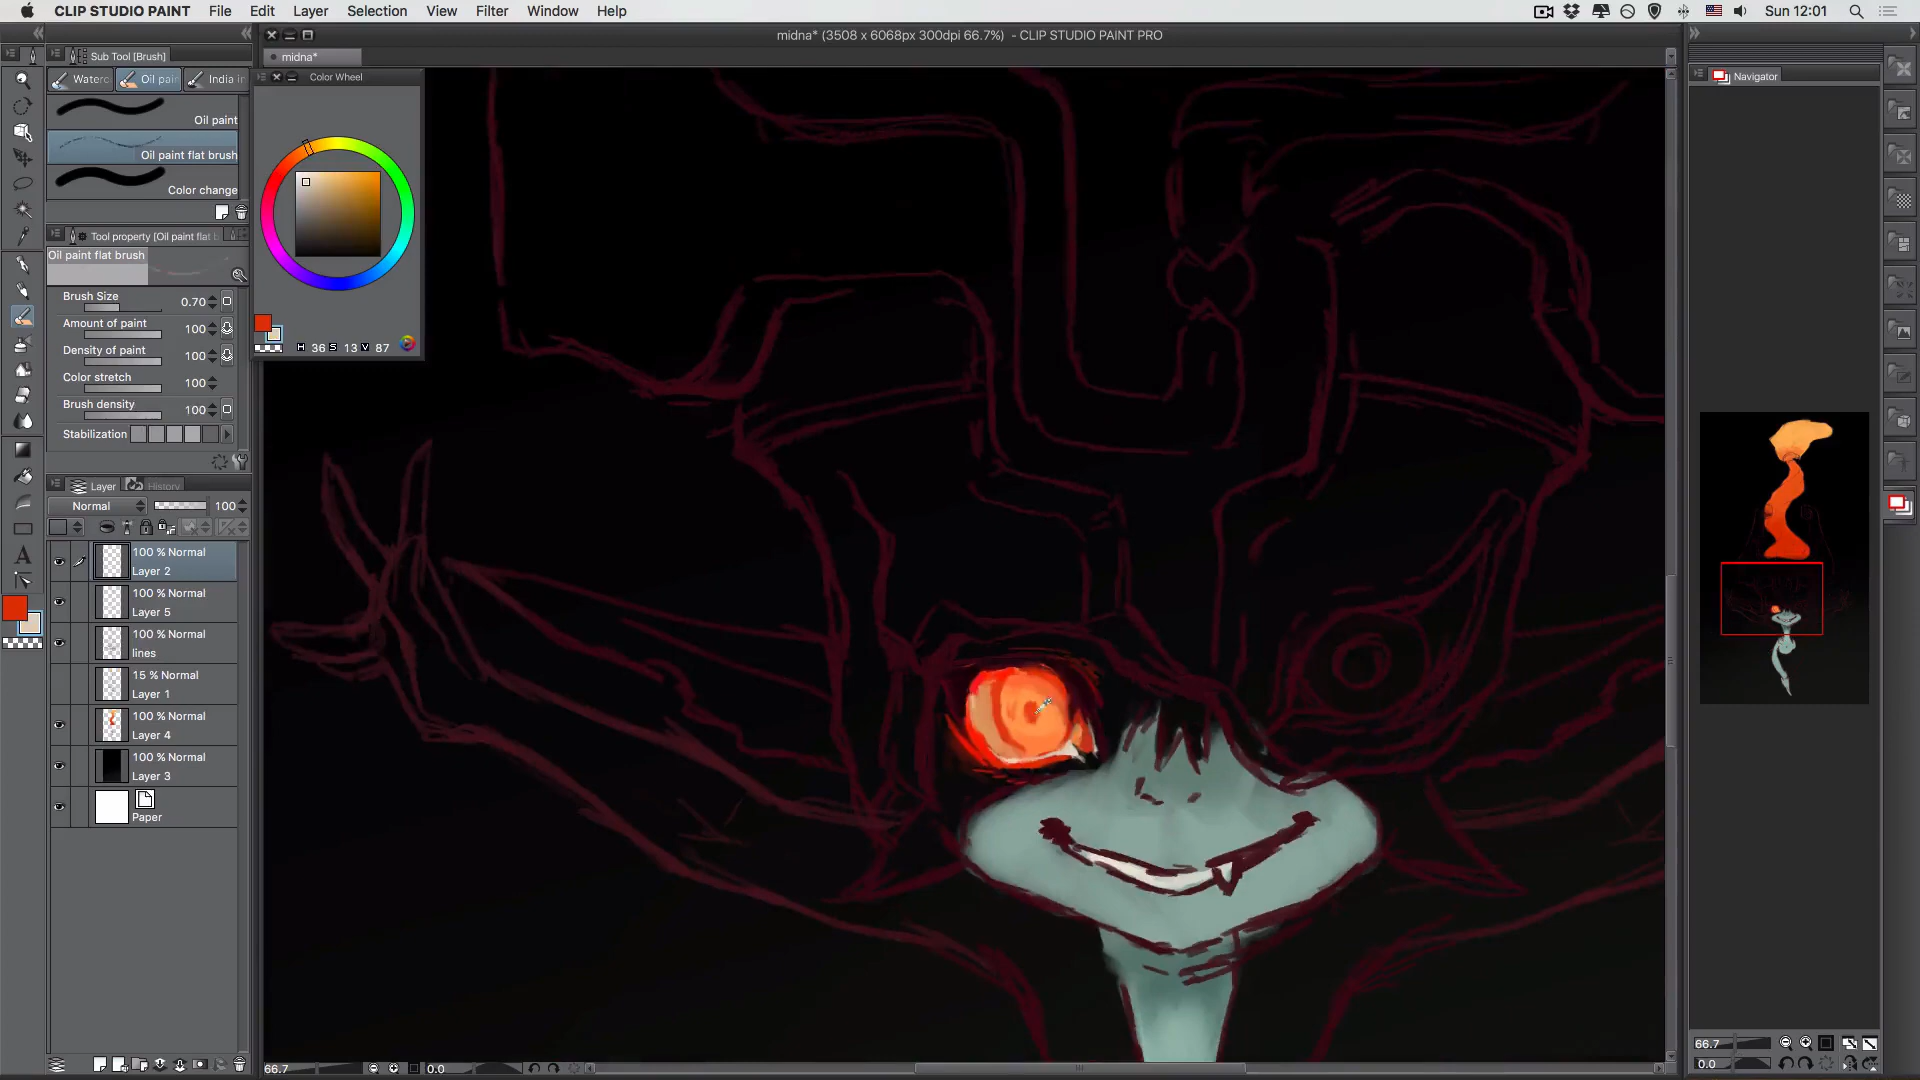 CLIP STUDIO PAINT File Edit Layer Selection View Filter Window Help Sun 12:01
midna* (3508 x 6068px 300dpi 66.7%) - CLIP STUDIO PAINT PRO
Sub Tool [Brush]
midna*
Waterc Oil pain India in
Color Wheel
Navigator
Oil paint
Oil paint flat brush
Color change
Tool property [Oil paint flat b
Oil paint flat brush
Brush Size 0.70
Amount of paint 100
Density of paint 100
Color stretch 100
Brush density 100
Stabilization
H 36 S 13 V 87
Layer History
Normal 100
100 % Normal
Layer 2
100 % Normal
Layer 5
100 % Normal
lines
15 % Normal
Layer 1
100 % Normal
Layer 4
100 % Normal
Layer 3
Paper
66.7 0.0
66.7
0.0